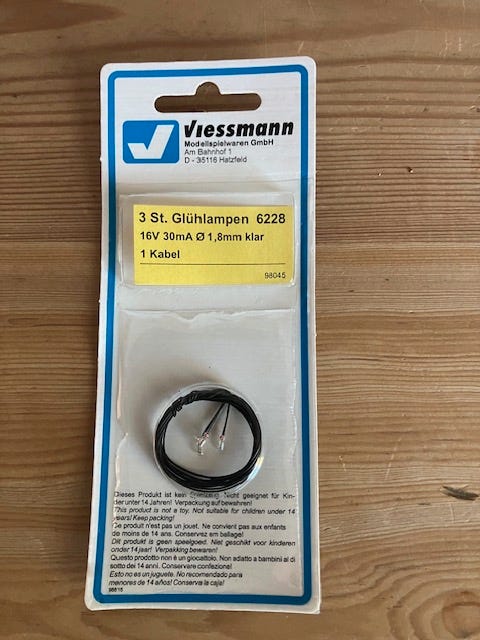 Viessmann
Modellspielwaren GmbH
Am Bahnhof 1
D - 35116 Hatzfeld
3 St. Glühlampen 6228
16V 30mA Ø 1,8mm klar
1 Kabel
98045
Dieses Produkt ist kein Spielzeug. Nicht geeignet für Kin-
der unter 14 Jahren! Verpackung aufbewahren!
This product is not a toy. Not suitable for children under 14
years! Keep packing!
Ce produit n'est pas un jouet. Ne convient pas aux enfants
de moins de 14 ans. Conservez em ballage!
Dit produkt is geen speelgoed. Niet geschikt voor kinderen
onder 14 jaar! Verpakking bewaren!
Questo prodotto non è un giocattolo. Non adatto a bambini al di
sotto dei 14 anni. Conservare confezione!
Esto no es un juguete. No recomendado para
menores de 14 años! Conserva la caja!